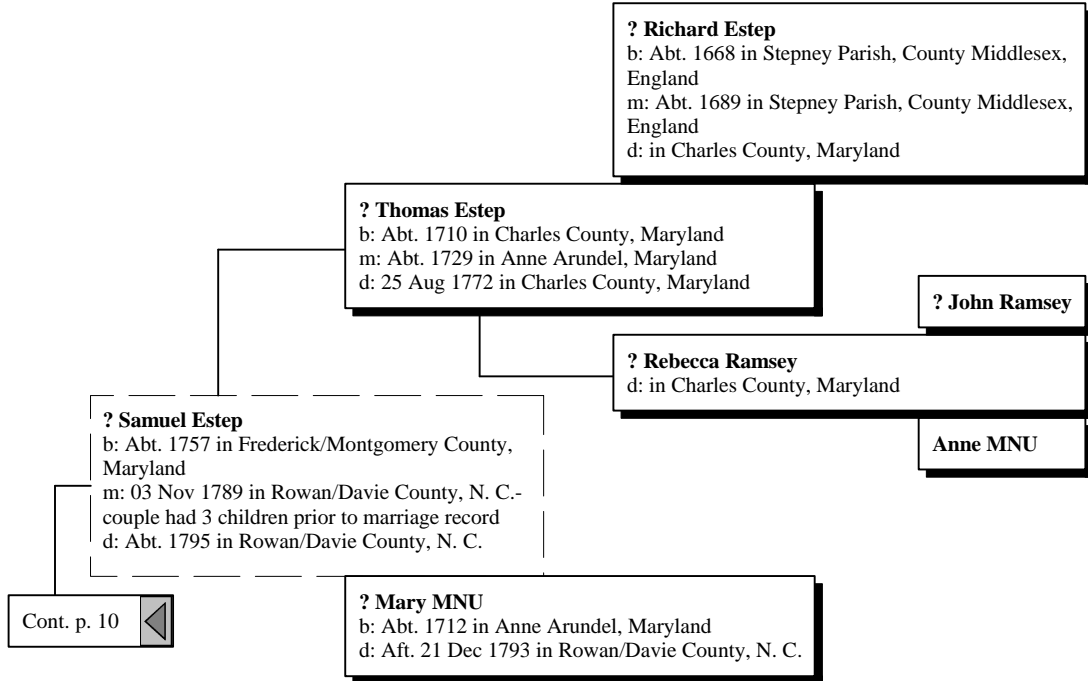 ? Richard Estep
b: Abt. 1668 in Stepney Parish, County Middlesex,
England
m: Abt. 1689 in Stepney Parish, County Middlesex,
England
d: in Charles County, Maryland
? Thomas Estep
b: Abt. 1710 in Charles County, Maryland
m: Abt. 1729 in Anne Arundel, Maryland
d: 25 Aug 1772 in Charles County, Maryland
? John Ramsey
? Rebecca Ramsey
d: in Charles County, Maryland
Anne MNU
? Samuel Estep
b: Abt. 1757 in Frederick/Montgomery County,
Maryland
m: 03 Nov 1789 in Rowan/Davie County, N. C.-
couple had 3 children prior to marriage record
d: Abt. 1795 in Rowan/Davie County, N. C.
Cont. p. 10
? Mary MNU
b: Abt. 1712 in Anne Arundel, Maryland
d: Aft. 21 Dec 1793 in Rowan/Davie County, N. C.